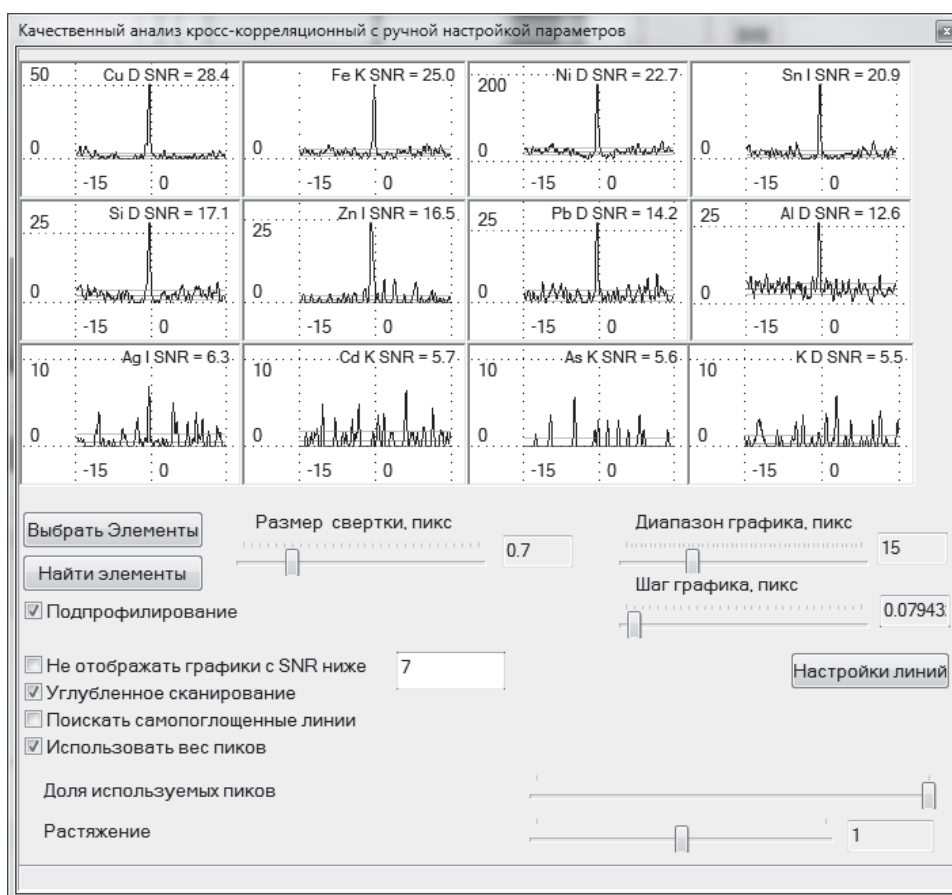 Качественный анализ кросс-корреляционный с ручной настройкой параметров
50 Cu D SNR = 28.4 Fe K SNR = 25.0 200 Ni D SNR = 22.7 Sn I SNR = 20.9
0 0 0 0
-15 0 -15 0 -15 0 -15 0
25 Si D SNR = 17.1 25 Zn I SNR = 16.5 Pb D SNR = 14.2 25 Al D SNR = 12.6
0 0 0 0
-15 0 -15 0 -15 0 -15 0
10 Ag I SNR = 6.3 10 Cd K SNR = 5.7 10 As K SNR = 5.6 10 K D SNR = 5.5
0 0 0 0
-15 0 -15 0 -15 0 -15 0
Выбрать Элементы
Размер свертки, пикс
0.7
Диапазон графика, пикс
15
Найти элементы
Шаг графика, пикс
0.0794
Подпрофилирование
Не отображать графики с SNR ниже 7
Настройки линий
Углубленное сканирование
Поискать самопоглощенные линии
Использовать вес пиков
Доля используемых пиков
Растяжение
1